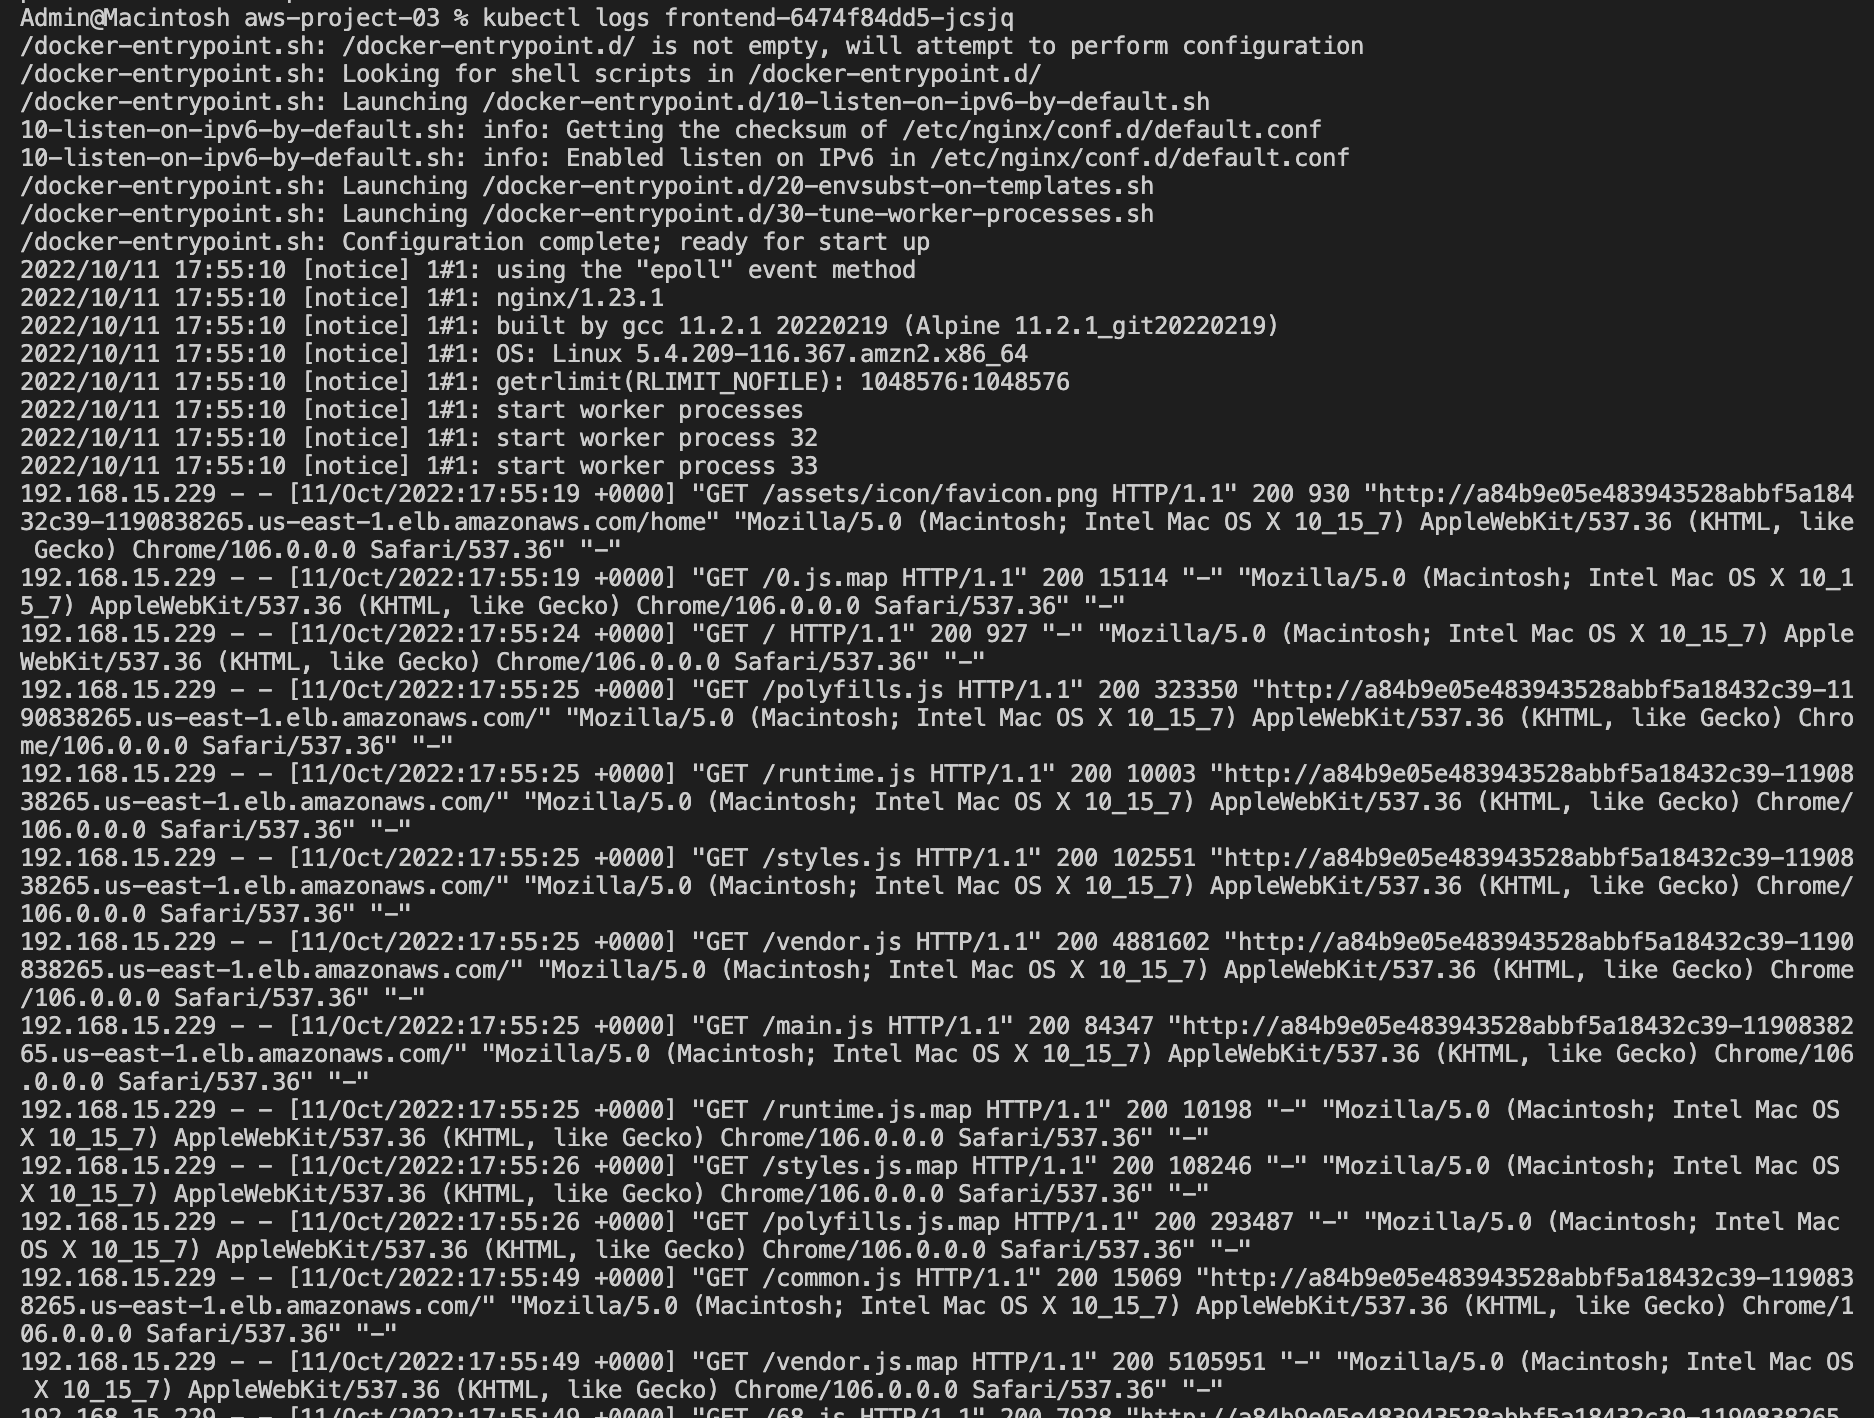 Admin@Macintosh aws-project-03 % kubectl logs frontend-6474f84dd5-jcsjq
/docker-entrypoint.sh: /docker-entrypoint.d/ is not empty, will attempt to perform configuration
/docker-entrypoint.sh: Looking for shell scripts in /docker-entrypoint.d/
/docker-entrypoint.sh: Launching /docker-entrypoint.d/10-listen-on-ipv6-by-default.sh
10-listen-on-ipv6-by-default.sh: info: Getting the checksum of /etc/nginx/conf.d/default.conf
10-listen-on-ipv6-by-default.sh: info: Enabled listen on IPv6 in /etc/nginx/conf.d/default.conf
/docker-entrypoint.sh: Launching /docker-entrypoint.d/20-envsubst-on-templates.sh
/docker-entrypoint.sh: Launching /docker-entrypoint.d/30-tune-worker-processes.sh
/docker-entrypoint.sh: Configuration complete; ready for start up
2022/10/11 17:55:10 [notice] 1#1: using the "epoll" event method
2022/10/11 17:55:10 [notice] 1#1: nginx/1.23.1
2022/10/11 17:55:10 [notice] 1#1: built by gcc 11.2.1 20220219 (Alpine 11.2.1_git20220219)
2022/10/11 17:55:10 [notice] 1#1: OS: Linux 5.4.209-116.367.amzn2.x86_64
2022/10/11 17:55:10 [notice] 1#1: getrlimit(RLIMIT_NOFILE): 1048576:1048576
2022/10/11 17:55:10 [notice] 1#1: start worker processes
2022/10/11 17:55:10 [notice] 1#1: start worker process 32
2022/10/11 17:55:10 [notice] 1#1: start worker process 33
192.168.15.229 - - [11/Oct/2022:17:55:19 +0000] "GET /assets/icon/favicon.png HTTP/1.1" 200 930 "http://a84b9e05e483943528abbf5a184
32c39-1190838265.us-east-1.elb.amazonaws.com/home" "Mozilla/5.0 (Macintosh; Intel Mac OS X 10_15_7) AppleWebKit/537.36 (KHTML, like
 Gecko) Chrome/106.0.0.0 Safari/537.36" "-"
192.168.15.229 - - [11/Oct/2022:17:55:19 +0000] "GET /0.js.map HTTP/1.1" 200 15114 "-" "Mozilla/5.0 (Macintosh; Intel Mac OS X 10_1
5_7) AppleWebKit/537.36 (KHTML, like Gecko) Chrome/106.0.0.0 Safari/537.36" "-"
192.168.15.229 - - [11/Oct/2022:17:55:24 +0000] "GET / HTTP/1.1" 200 927 "-" "Mozilla/5.0 (Macintosh; Intel Mac OS X 10_15_7) Apple
WebKit/537.36 (KHTML, like Gecko) Chrome/106.0.0.0 Safari/537.36" "-"
192.168.15.229 - - [11/Oct/2022:17:55:25 +0000] "GET /polyfills.js HTTP/1.1" 200 323350 "http://a84b9e05e483943528abbf5a18432c39-11
90838265.us-east-1.elb.amazonaws.com/" "Mozilla/5.0 (Macintosh; Intel Mac OS X 10_15_7) AppleWebKit/537.36 (KHTML, like Gecko) Chro
me/106.0.0.0 Safari/537.36" "-"
192.168.15.229 - - [11/Oct/2022:17:55:25 +0000] "GET /runtime.js HTTP/1.1" 200 10003 "http://a84b9e05e483943528abbf5a18432c39-11908
38265.us-east-1.elb.amazonaws.com/" "Mozilla/5.0 (Macintosh; Intel Mac OS X 10_15_7) AppleWebKit/537.36 (KHTML, like Gecko) Chrome/
106.0.0.0 Safari/537.36" "-"
192.168.15.229 - - [11/Oct/2022:17:55:25 +0000] "GET /styles.js HTTP/1.1" 200 102551 "http://a84b9e05e483943528abbf5a18432c39-11908
38265.us-east-1.elb.amazonaws.com/" "Mozilla/5.0 (Macintosh; Intel Mac OS X 10_15_7) AppleWebKit/537.36 (KHTML, like Gecko) Chrome/
106.0.0.0 Safari/537.36" "-"
192.168.15.229 - - [11/Oct/2022:17:55:25 +0000] "GET /vendor.js HTTP/1.1" 200 4881602 "http://a84b9e05e483943528abbf5a18432c39-1190
838265.us-east-1.elb.amazonaws.com/" "Mozilla/5.0 (Macintosh; Intel Mac OS X 10_15_7) AppleWebKit/537.36 (KHTML, like Gecko) Chrome
/106.0.0.0 Safari/537.36" "-"
192.168.15.229 - - [11/Oct/2022:17:55:25 +0000] "GET /main.js HTTP/1.1" 200 84347 "http://a84b9e05e483943528abbf5a18432c39-11908382
65.us-east-1.elb.amazonaws.com/" "Mozilla/5.0 (Macintosh; Intel Mac OS X 10_15_7) AppleWebKit/537.36 (KHTML, like Gecko) Chrome/106
.0.0.0 Safari/537.36" "-"
192.168.15.229 - - [11/Oct/2022:17:55:25 +0000] "GET /runtime.js.map HTTP/1.1" 200 10198 "-" "Mozilla/5.0 (Macintosh; Intel Mac OS
X 10_15_7) AppleWebKit/537.36 (KHTML, like Gecko) Chrome/106.0.0.0 Safari/537.36" "-"
192.168.15.229 - - [11/Oct/2022:17:55:26 +0000] "GET /styles.js.map HTTP/1.1" 200 108246 "-" "Mozilla/5.0 (Macintosh; Intel Mac OS
X 10_15_7) AppleWebKit/537.36 (KHTML, like Gecko) Chrome/106.0.0.0 Safari/537.36" "-"
192.168.15.229 - - [11/Oct/2022:17:55:26 +0000] "GET /polyfills.js.map HTTP/1.1" 200 293487 "-" "Mozilla/5.0 (Macintosh; Intel Mac
OS X 10_15_7) AppleWebKit/537.36 (KHTML, like Gecko) Chrome/106.0.0.0 Safari/537.36" "-"
192.168.15.229 - - [11/Oct/2022:17:55:49 +0000] "GET /common.js HTTP/1.1" 200 15069 "http://a84b9e05e483943528abbf5a18432c39-119083
8265.us-east-1.elb.amazonaws.com/" "Mozilla/5.0 (Macintosh; Intel Mac OS X 10_15_7) AppleWebKit/537.36 (KHTML, like Gecko) Chrome/1
06.0.0.0 Safari/537.36" "-"
192.168.15.229 - - [11/Oct/2022:17:55:49 +0000] "GET /vendor.js.map HTTP/1.1" 200 5105951 "-" "Mozilla/5.0 (Macintosh; Intel Mac OS
 X 10_15_7) AppleWebKit/537.36 (KHTML, like Gecko) Chrome/106.0.0.0 Safari/537.36" "-"
192.168.15.229 - - [11/Oct/2022:17:55:49 +0000] "GET /68.js HTTP/1.1" 200 7928 "http://a84b9e05e483943528abbf5a18432c39-1190838265